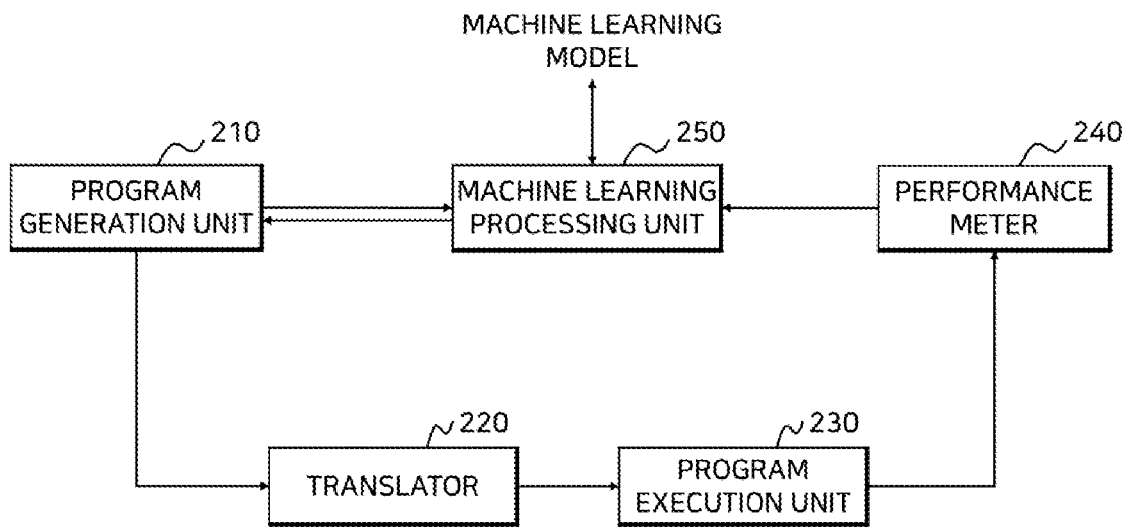 MACHINE LEARNING
MODEL
210
250
240
PROGRAM
GENERATION UNIT
MACHINE LEARNING
PROCESSING UNIT
PERFORMANCE
METER
220
230
TRANSLATOR
PROGRAM
EXECUTION UNIT